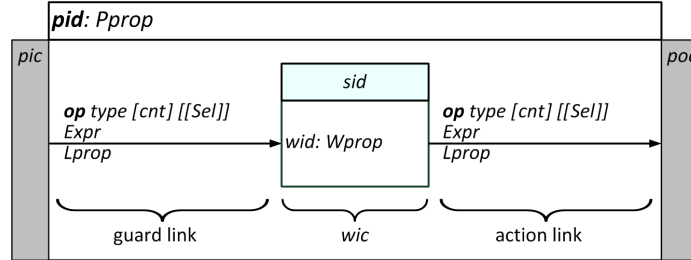 pid: Pprop
pic
sid
op type [cnt] [[Sel]]
Expr
Lprop
wid: Wprop
op type [cnt] [[Sel]]
Expr
Lprop
guard link
wic
action link